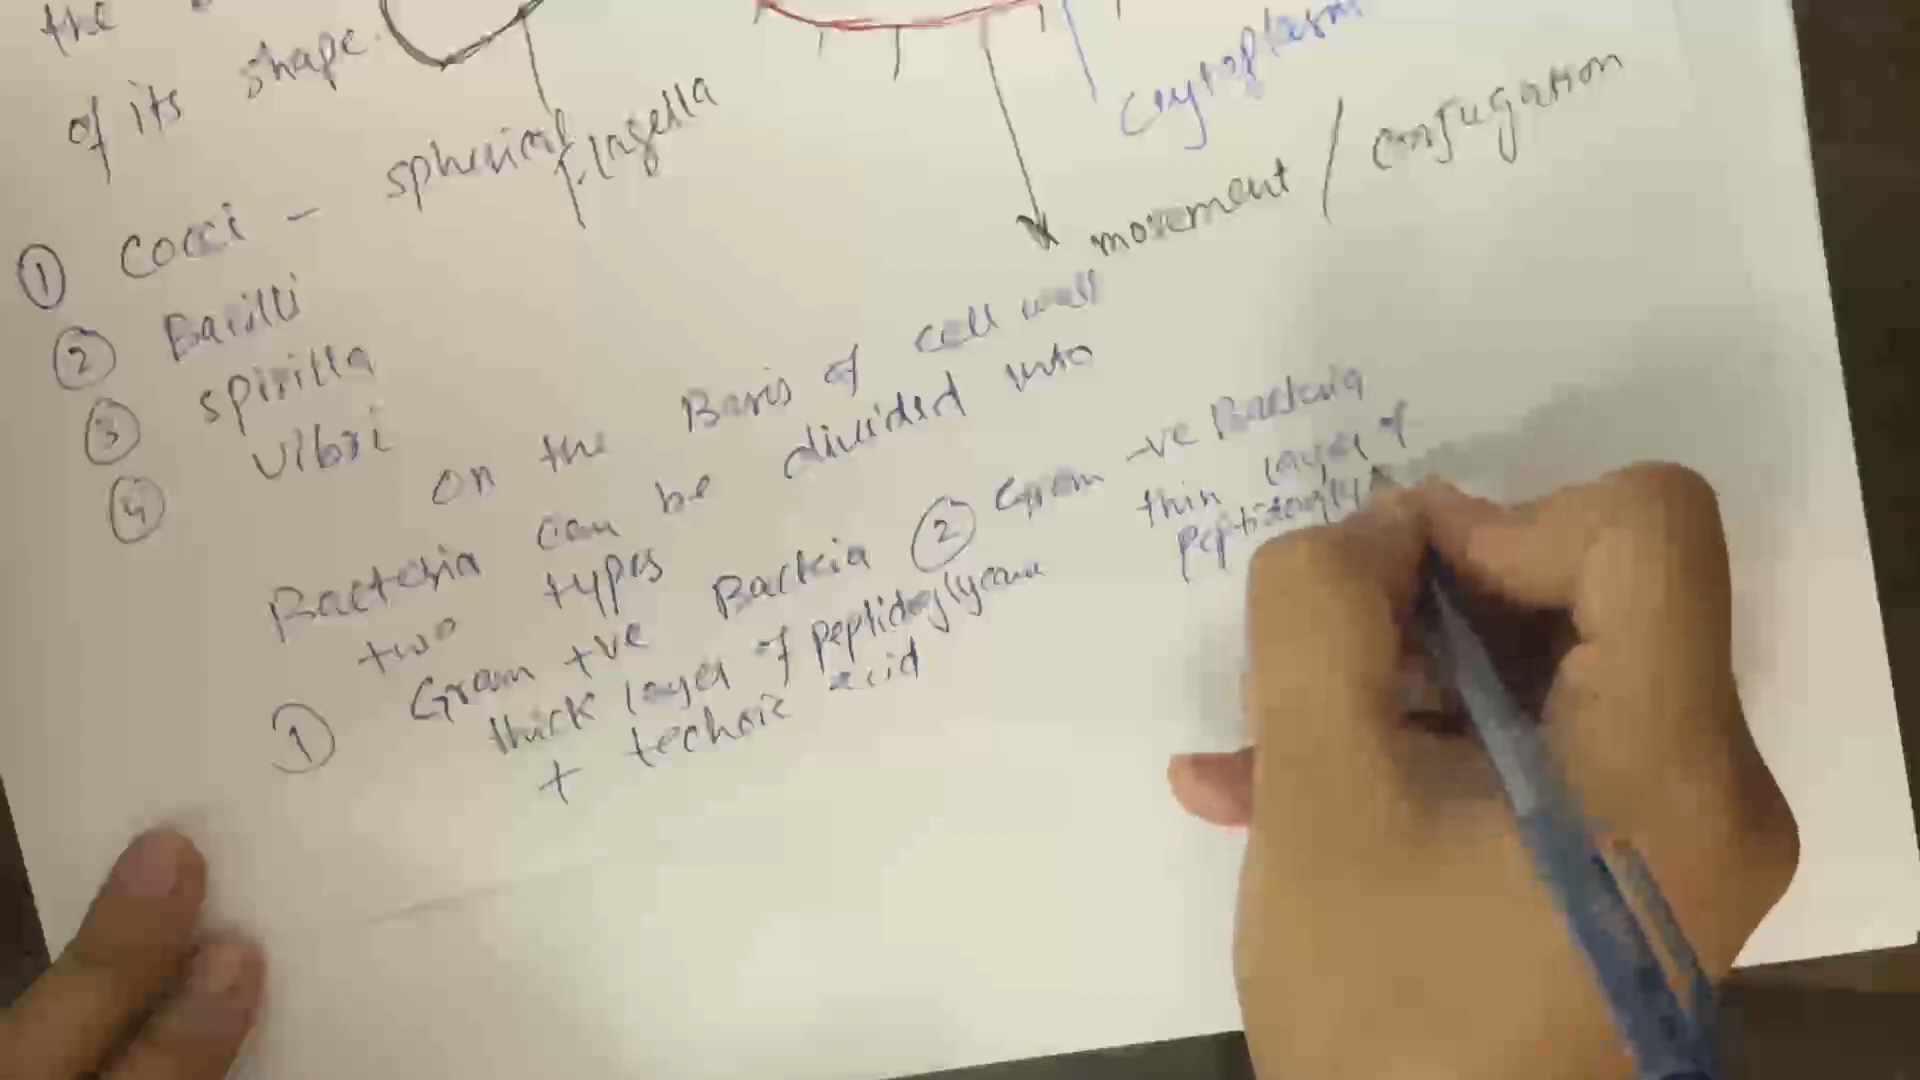 the
of its shape.
① Cocci - spherical
② Bacilli
③ spirilla
④ vibri
flagella
Cytoplasm
movement / conjugation
on the Basis of cell wall
Bacteria can be divided into
two types
① Gram +ve Bacteia ② Gram -ve Bacteria
thick layer of peptidoglycan
+ techoic acid
thin layer of
peptidogly